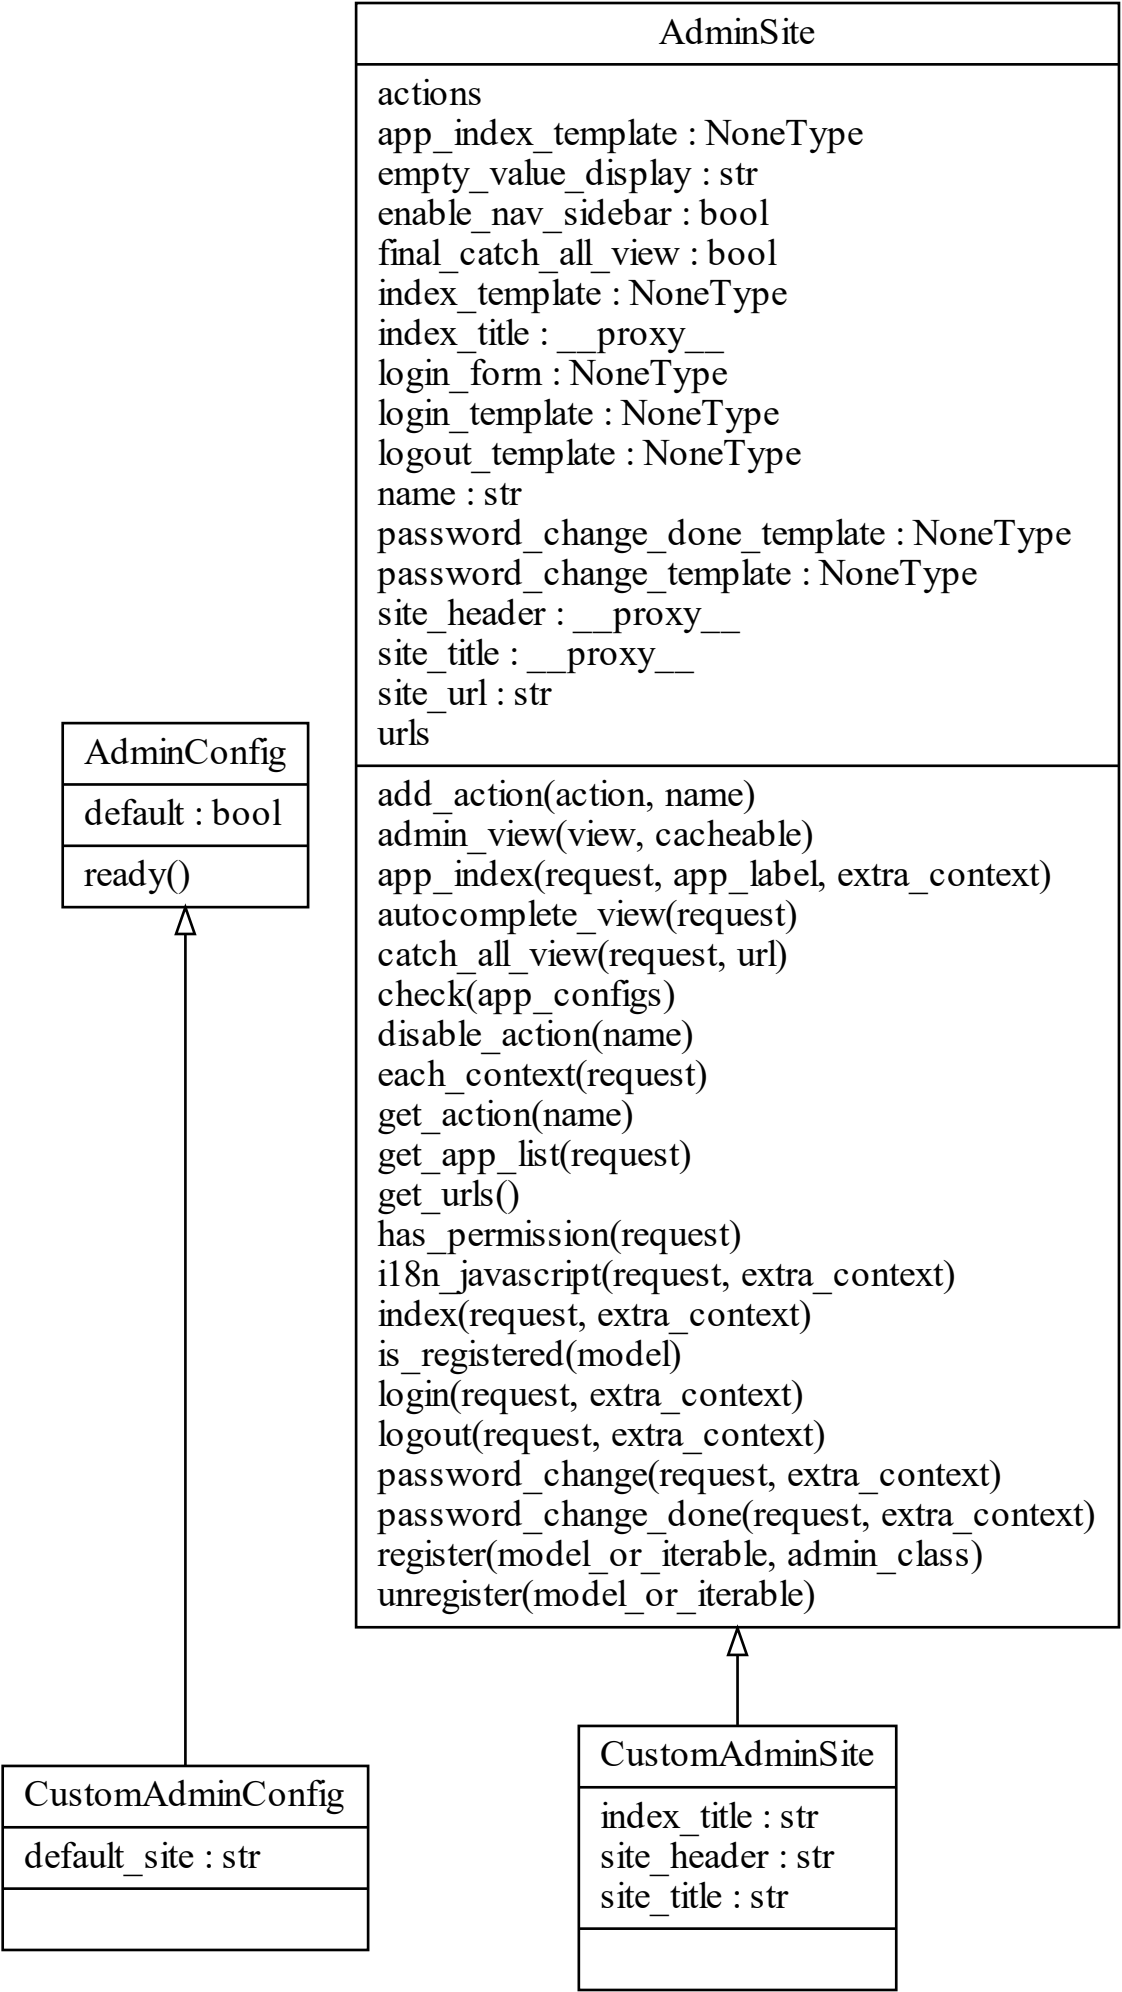 AdminSite
actions
app_index_template : NoneType
empty_value_display : str
enable_nav_sidebar : bool
final_catch_all_view : bool
index_template : NoneType
index_title : __proxy__
login_form : NoneType
login_template : NoneType
logout_template : NoneType
name : str
password_change_done_template : NoneType
password_change_template : NoneType
site_header : __proxy__
site_title : __proxy__
site_url : str
urls
add_action(action, name)
admin_view(view, cacheable)
app_index(request, app_label, extra_context)
autocomplete_view(request)
catch_all_view(request, url)
check(app_configs)
disable_action(name)
each_context(request)
get_action(name)
get_app_list(request)
get_urls()
has_permission(request)
i18n_javascript(request, extra_context)
index(request, extra_context)
is_registered(model)
login(request, extra_context)
logout(request, extra_context)
password_change(request, extra_context)
password_change_done(request, extra_context)
register(model_or_iterable, admin_class)
unregister(model_or_iterable)
AdminConfig
default : bool
ready()
CustomAdminConfig
default_site : str
CustomAdminSite
index_title : str
site_header : str
site_title : str